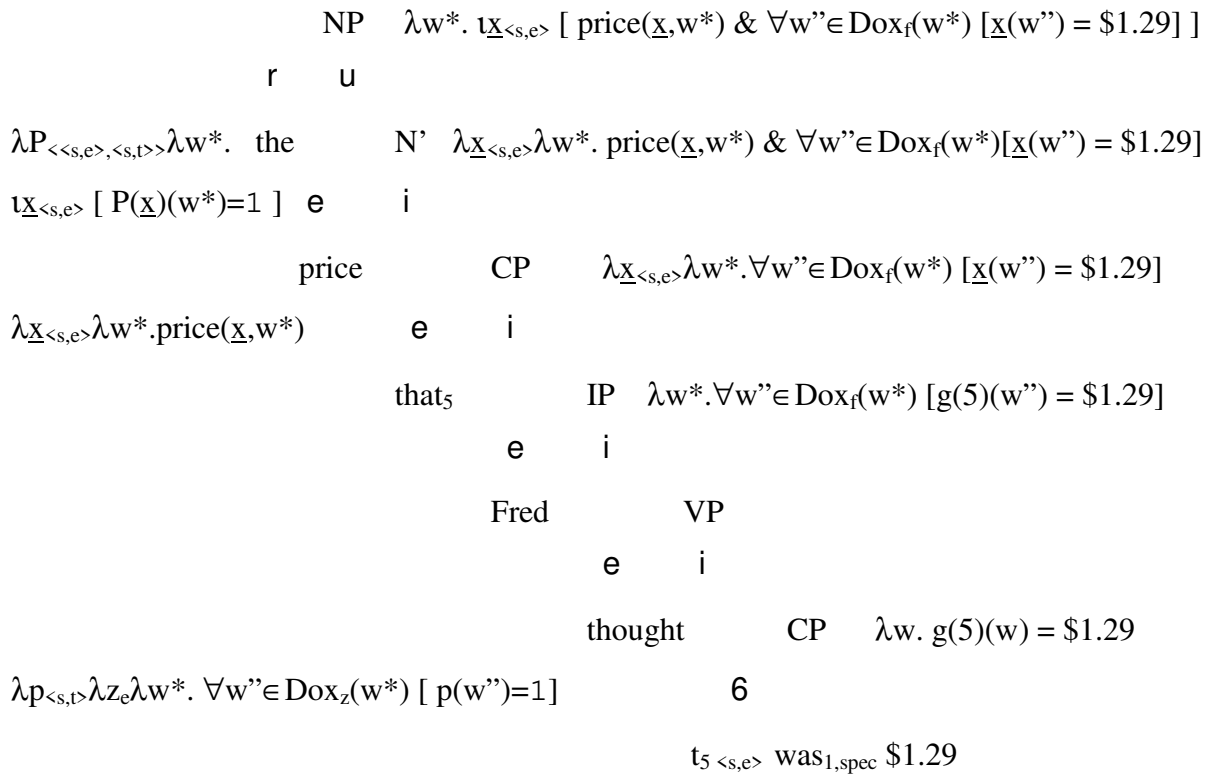 NP λw*. ιx<s,e> [ price(x,w*) & ∀w”∈Doxf(w*) [x(w”) = $1.29] ]
r u
λP<<s,e>,<s,t>>λw*. the N’ λx<s,e>λw*. price(x,w*) & ∀w”∈Doxf(w*)[x(w”) = $1.29]
ιx<s,e> [ P(x)(w*)=1 ] e i
price CP λx<s,e>λw*.∀w”∈Doxf(w*) [x(w”) = $1.29]
λx<s,e>λw*.price(x,w*) e i
that5 IP λw*.∀w”∈Doxf(w*) [g(5)(w”) = $1.29]
e i
Fred VP
e i
thought CP λw. g(5)(w) = $1.29
λp<s,t>λzeλw*. ∀w”∈Doxz(w*) [ p(w”)=1] 6
t5 <s,e> was1,spec $1.29